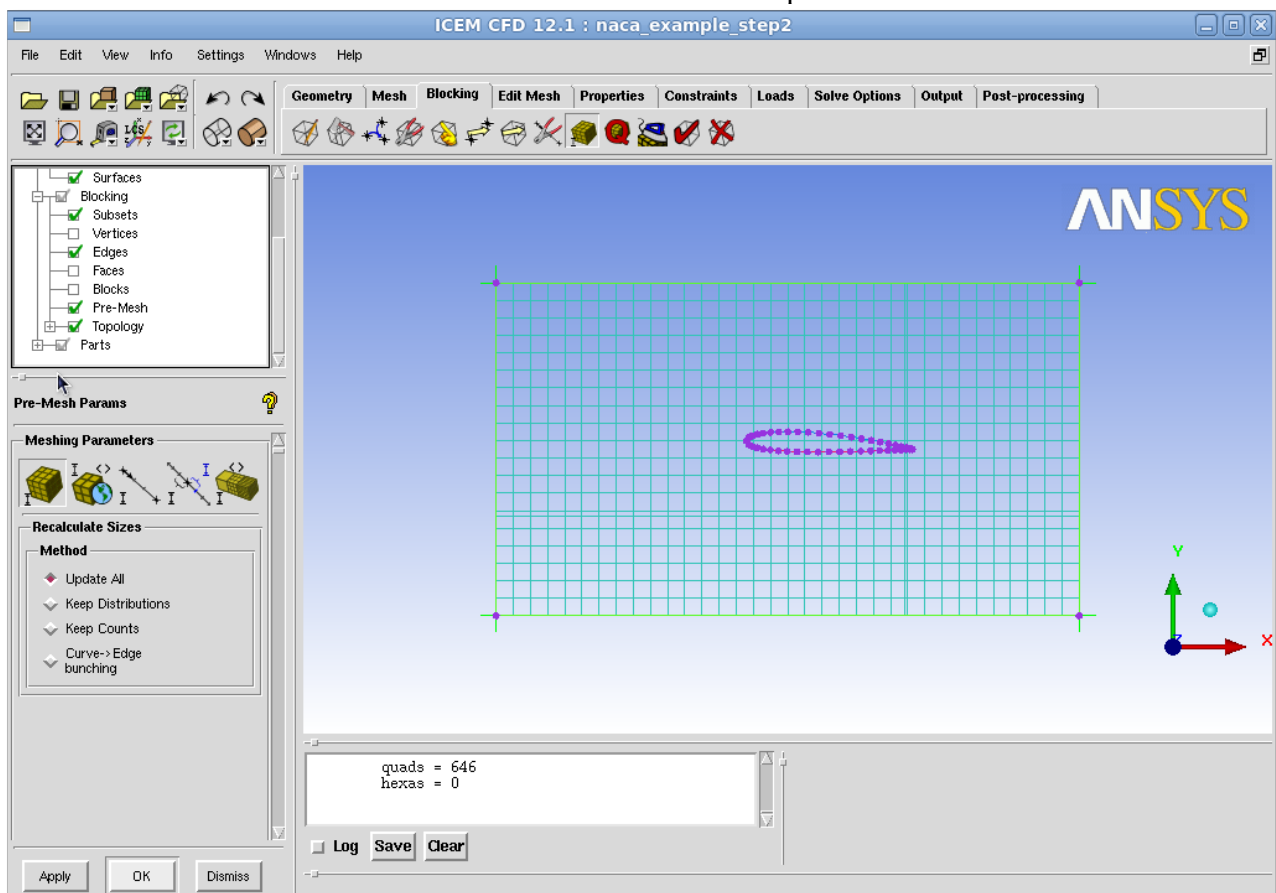 ICEM CFD 12.1 : naca_example_step2
File Edit View Info Settings Windows Help
Geometry Mesh Blocking Edit Mesh Properties Constraints Loads Solve Options Output Post-processing
Surfaces
Blocking
Subsets
Vertices
Edges
Faces
Blocks
Pre-Mesh
Topology
Parts
Pre-Mesh Params
Meshing Parameters
Recalculate Sizes
Method
Update All
Keep Distributions
Keep Counts
Curve->Edge
bunching
Apply OK Dismiss
ANSYS
Y
Z
X
quads = 646
hexas = 0
Log Save Clear